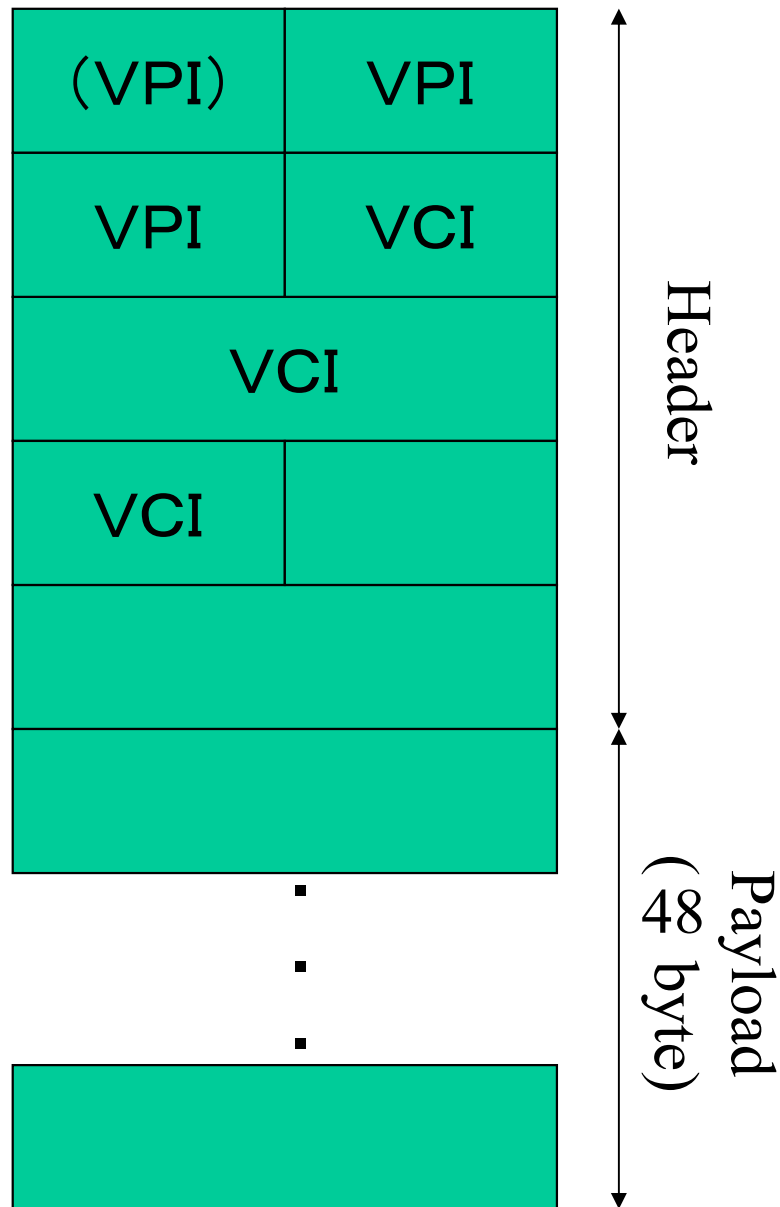 (VPI) VPI
VPI VCI
VCI
VCI
Header
Payload
(48 byte)